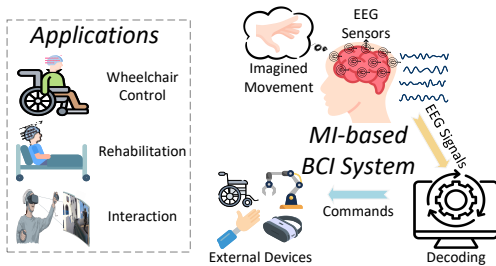 Applications
Wheelchair
Control
Rehabilitation
Interaction
EEG
Sensors
Imagined
Movement
MI-based
BCI System
EEG Signals
Commands
External Devices
Decoding